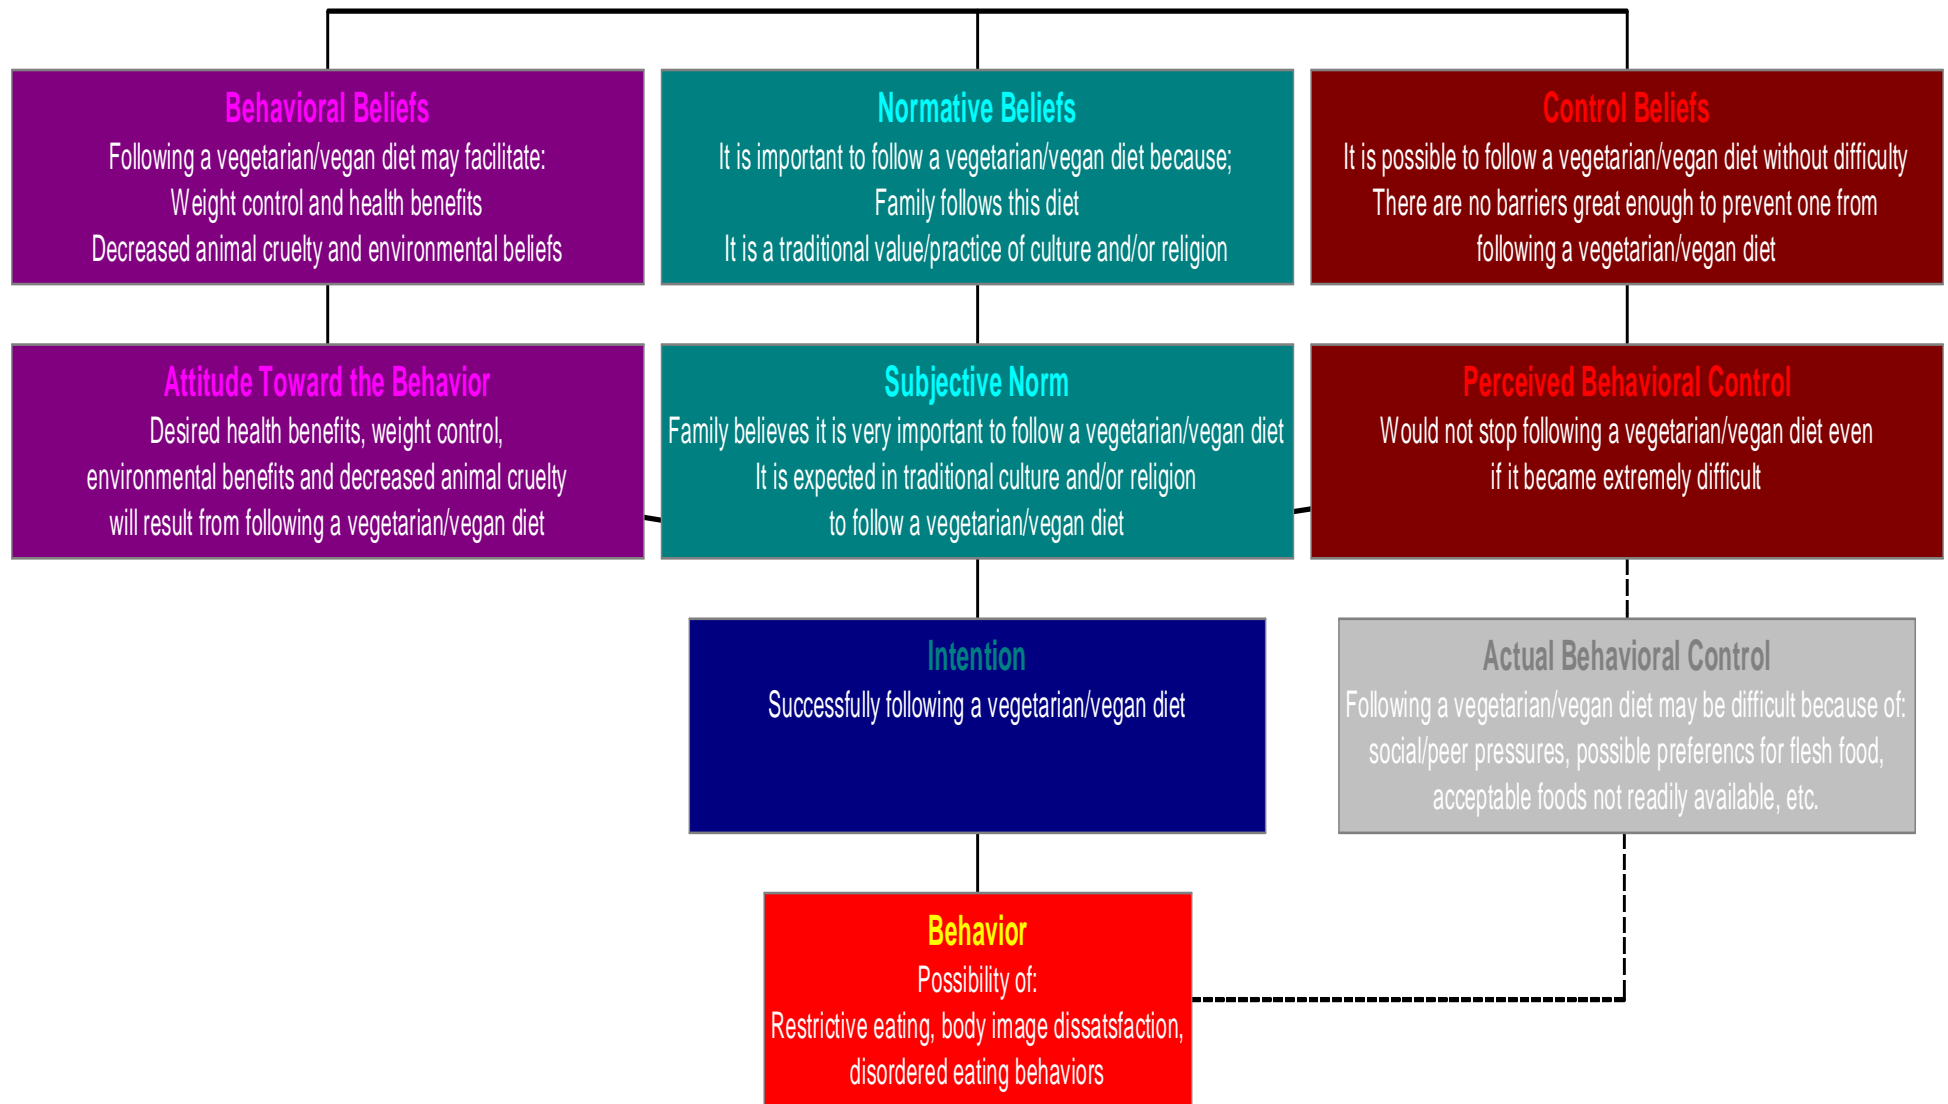 Behavioral Beliefs
Following a vegetarian/vegan diet may facilitate:
Weight control and health benefits
Decreased animal cruelty and environmental beliefs
Normative Beliefs
It is important to follow a vegetarian/vegan diet because;
Family follows this diet
It is a traditional value/practice of culture and/or religion
Control Beliefs
It is possible to follow a vegetarian/vegan diet without difficulty
There are no barriers great enough to prevent one from
following a vegetarian/vegan diet
Attitude Toward the Behavior
Desired health benefits, weight control,
environmental benefits and decreased animal cruelty
will result from following a vegetarian/vegan diet
Subjective Norm
Family believes it is very important to follow a vegetarian/vegan diet
It is expected in traditional culture and/or religion
to follow a vegetarian/vegan diet
Perceived Behavioral Control
Would not stop following a vegetarian/vegan diet even
if it became extremely difficult
Intention
Successfully following a vegetarian/vegan diet
Actual Behavioral Control
Following a vegetarian/vegan diet may be difficult because of:
social/peer pressures, possible preferencs for flesh food,
acceptable foods not readily available, etc.
Behavior
Possibility of:
Restrictive eating, body image dissatsfaction,
disordered eating behaviors